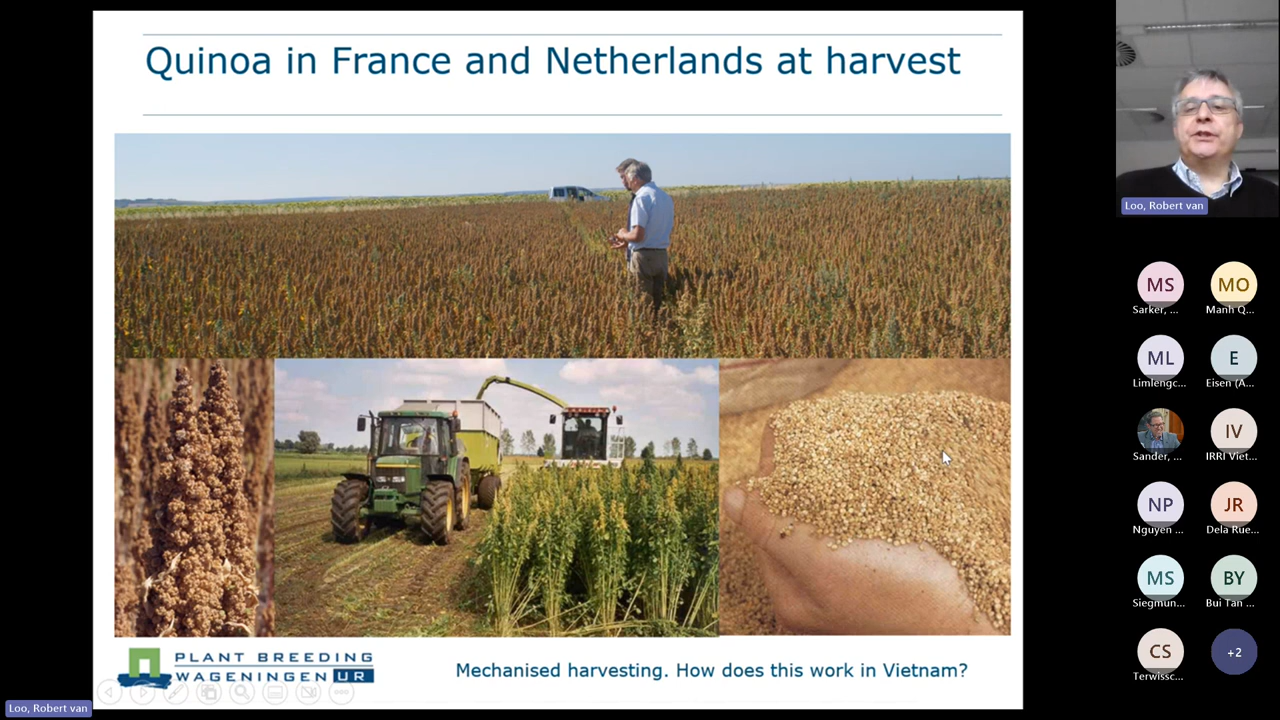 Quinoa in France and Netherlands at harvest
PLANT BREEDING
WAGENINGEN UR
Mechanised harvesting. How does this work in Vietnam?
Loo, Robert van
Loo, Robert van
MS
Sarker, ...
MO
Manh Q...
ML
Limlengc...
E
Eisen (A...
Sander, ...
IV
IRRI Viet...
NP
Nguyen ...
JR
Dela Rue...
MS
Siegmun...
BY
Bui Tan ...
CS
Terwissc...
+2